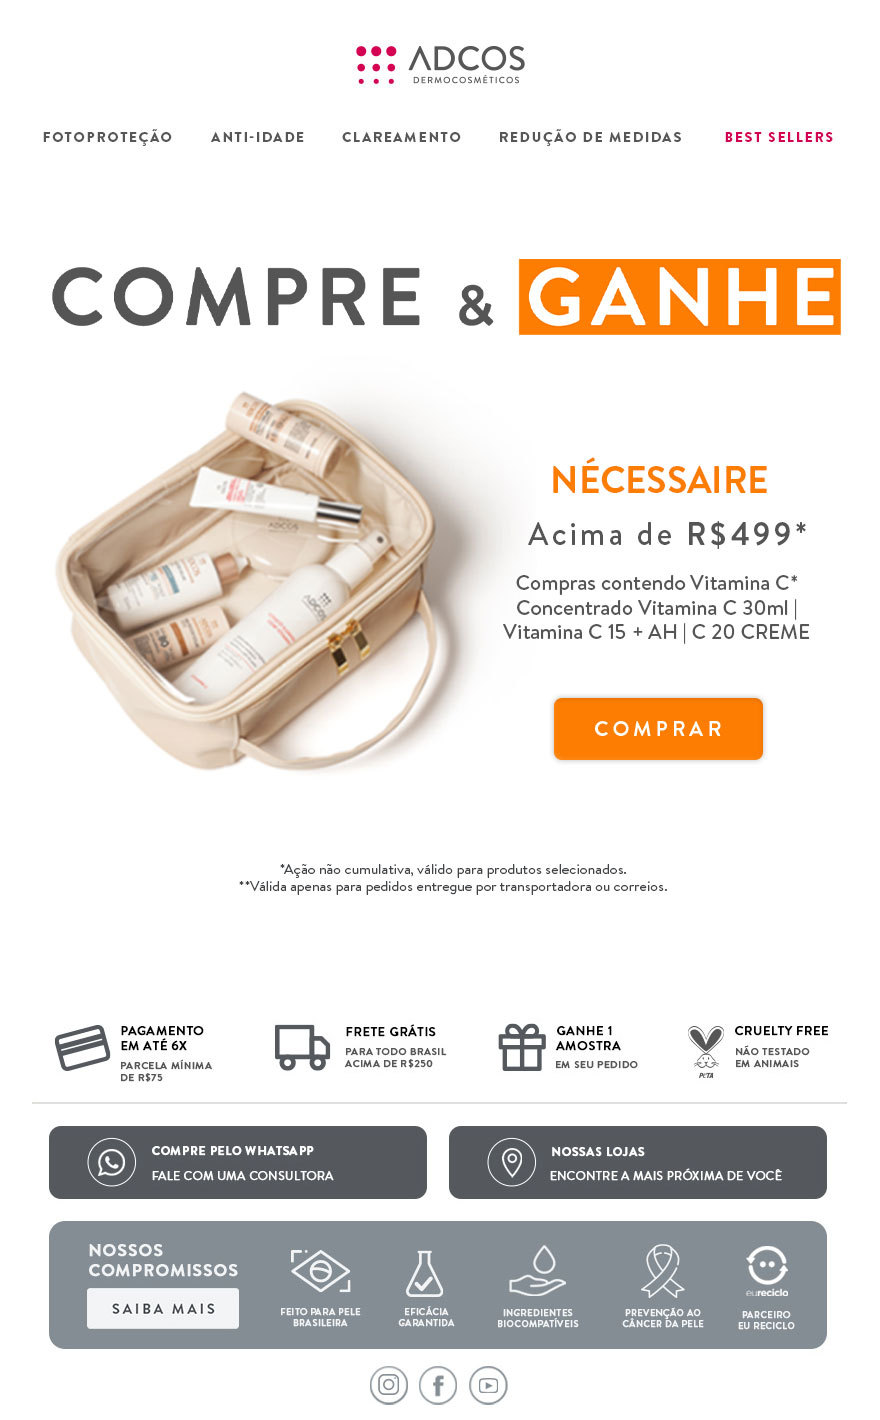 ADCOS
DERMOCOSMÉTICOS
FOTOPROTEÇÃO ANTI-IDADE CLAREAMENTO REDUÇÃO DE MEDIDAS BEST SELLERS
COMPRE & GANHE
ADCOS
ADCOS
NÉCESSAIRE
Acima de R$499*
Compras contendo Vitamina C*
Concentrado Vitamina C 30ml |
Vitamina C 15 + AH | C 20 CREME
COMPRAR
*Ação não cumulativa, válido para produtos selecionados.
**Válida apenas para pedidos entregue por transportadora ou correios.
PAGAMENTO
EM ATÉ 6X
PARCELA MÍNIMA
DE R$75
FRETE GRÁTIS
PARA TODO BRASIL
ACIMA DE R$250
GANHE 1
AMOSTRA
EM SEU PEDIDO
PeTA
CRUELTY FREE
NÃO TESTADO
EM ANIMAIS
COMPRE PELO WHATSAPP
FALE COM UMA CONSULTORA
NOSSAS LOJAS
ENCONTRE A MAIS PRÓXIMA DE VOCÊ
NOSSOS
COMPROMISSOS
SAIBA MAIS
FEITO PARA PELE
BRASILEIRA
EFICÁCIA
GARANTIDA
INGREDIENTES
BIOCOMPATÍVEIS
PREVENÇÃO AO
CÂNCER DA PELE
eureciclo
PARCEIRO
EU RECICLO